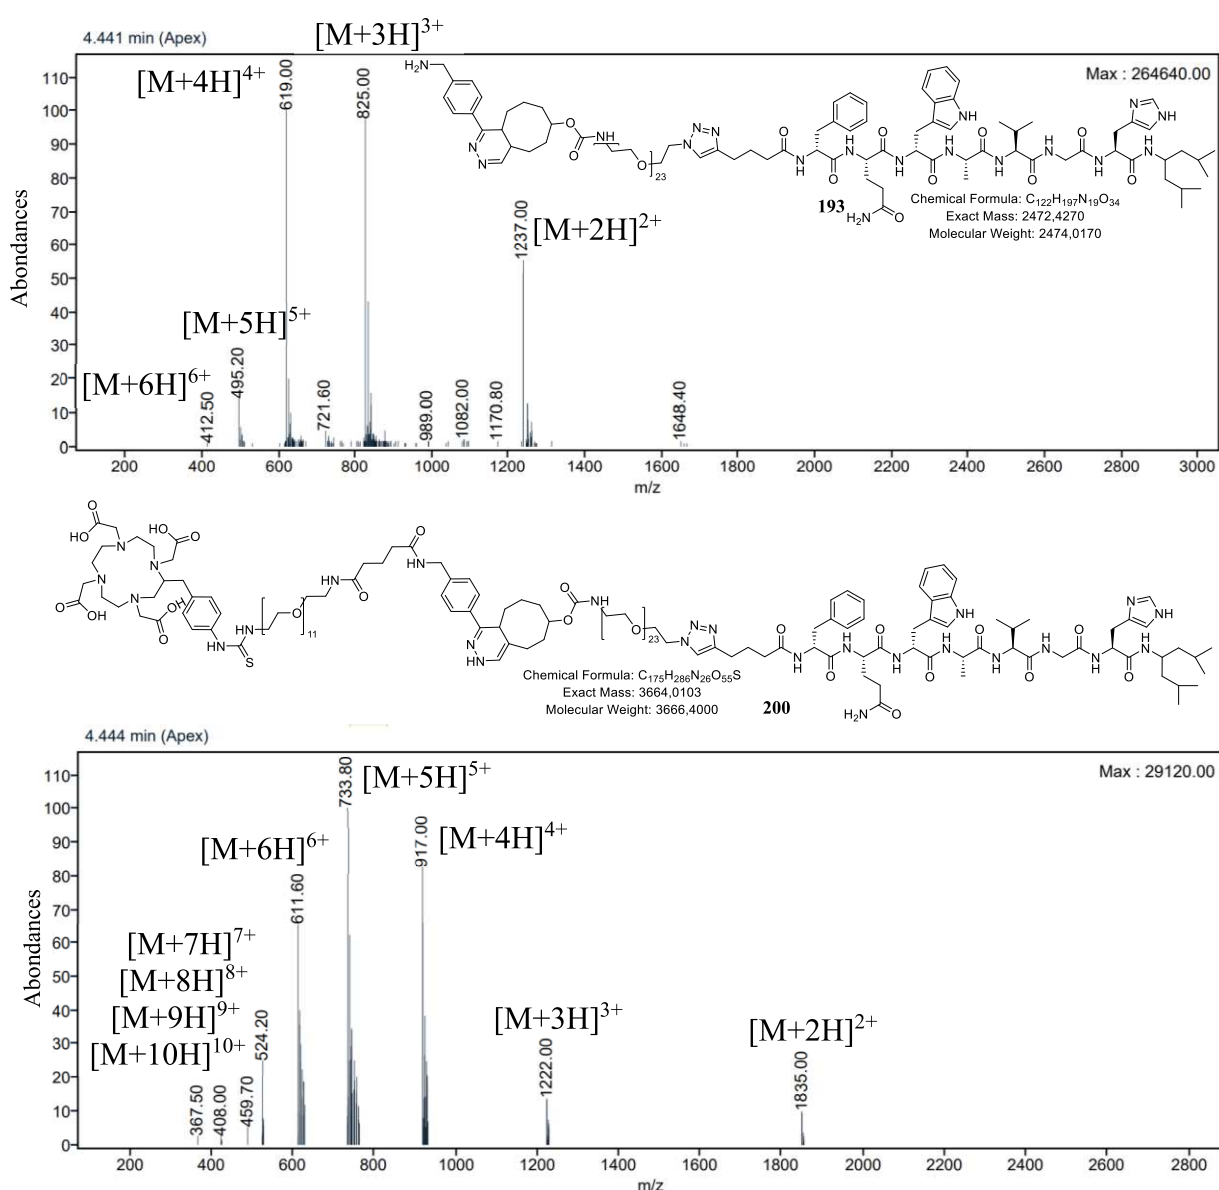 4.441 min (Apex)
[M+3H]3+
Max : 264640.00
[M+4H]4+
619.00
825.00
H2N
N
N
O
O
NH
O
23
N
N
N
O
N
H
H
N
O
O
N
H
NH
H
N
O
O
N
H
O
H
N
O
N
H
N
NH
H
N
O
H2N
O
193
Chemical Formula: C122H197N19O34
Exact Mass: 2472,4270
Molecular Weight: 2474,0170
1237.00
[M+2H]2+
[M+5H]5+
495.20
[M+6H]6+
412.50
721.60
989.00
1082.00
1170.80
1648.40
Abondances
110
100
90
80
70
60
50
40
30
20
10
0
200 400 600 800 1000 1200 1400 1600 1800 2000 2200 2400 2600 2800 3000
m/z
O
HO
HO
O
N
N
N
N
O
OH
O
OH
NH
S
NH
O
11
NH
O
O
NH
N
HN
O
O
NH
O
23
N
N
N
O
N
H
O
H
N
O
N
H
O
NH
H
N
O
N
H
O
H
N
O
N
H
O
N
NH
H
N
H2N
O
Chemical Formula: C175H286N26O55S
Exact Mass: 3664,0103
Molecular Weight: 3666,4000
200
4.444 min (Apex)
Max : 29120.00
733.80
[M+5H]5+
917.00
[M+4H]4+
[M+6H]6+
611.60
[M+7H]7+
[M+8H]8+
[M+9H]9+
[M+10H]10+
524.20
367.50
408.00
459.70
[M+3H]3+
1222.00
[M+2H]2+
1835.00
Abondances
110
100
90
80
70
60
50
40
30
20
10
0
200 400 600 800 1000 1200 1400 1600 1800 2000 2200 2400 2600 2800
m/z